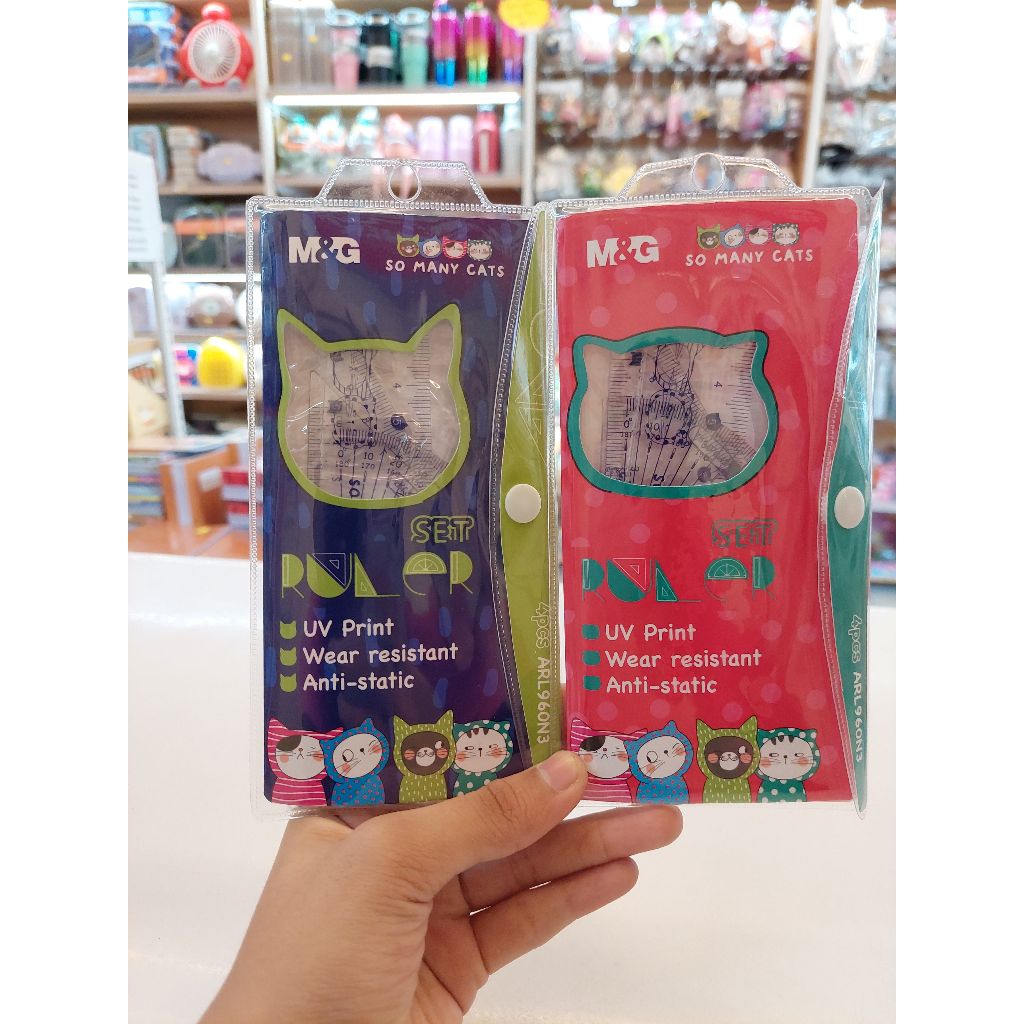 M&G
SO MANY CATS
SET
RULER
UV Print
Wear resistant
Anti-static
4pcs ARL960N3
M&G
SO MANY CATS
SET
RULER
UV Print
Wear resistant
Anti-static
4pcs ARL960N3